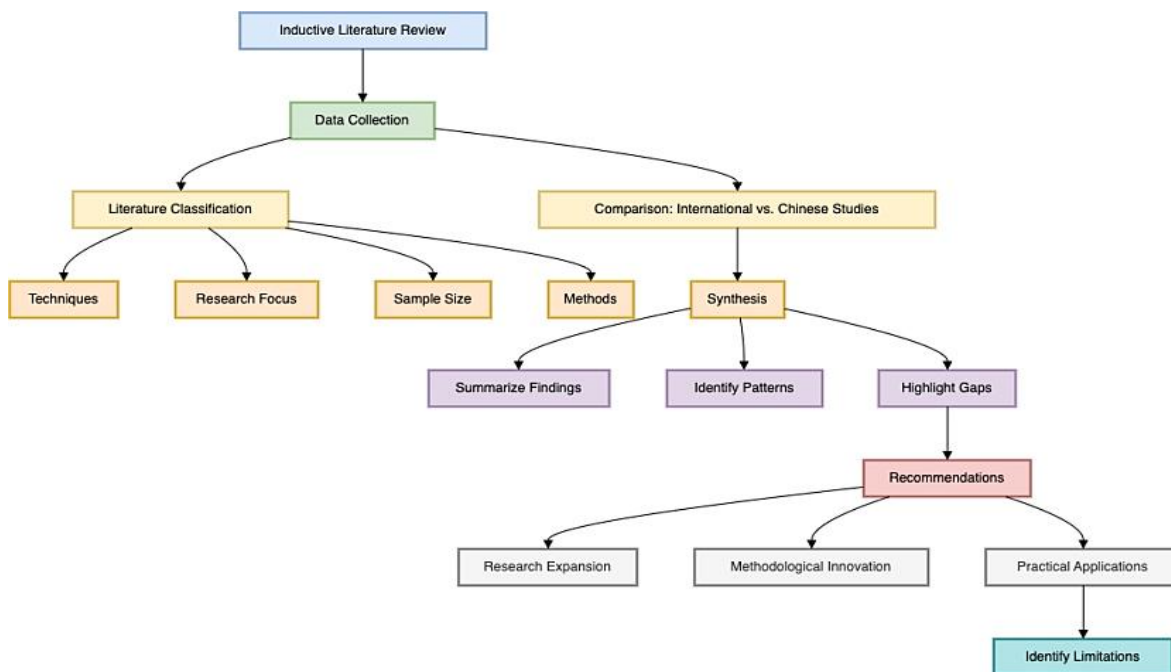 Inductive Literature Review
Data Collection
Literature Classification
Comparison: International vs. Chinese Studies
Techniques
Research Focus
Sample Size
Methods
Synthesis
Summarize Findings
Identify Patterns
Highlight Gaps
Recommendations
Research Expansion
Methodological Innovation
Practical Applications
Identify Limitations